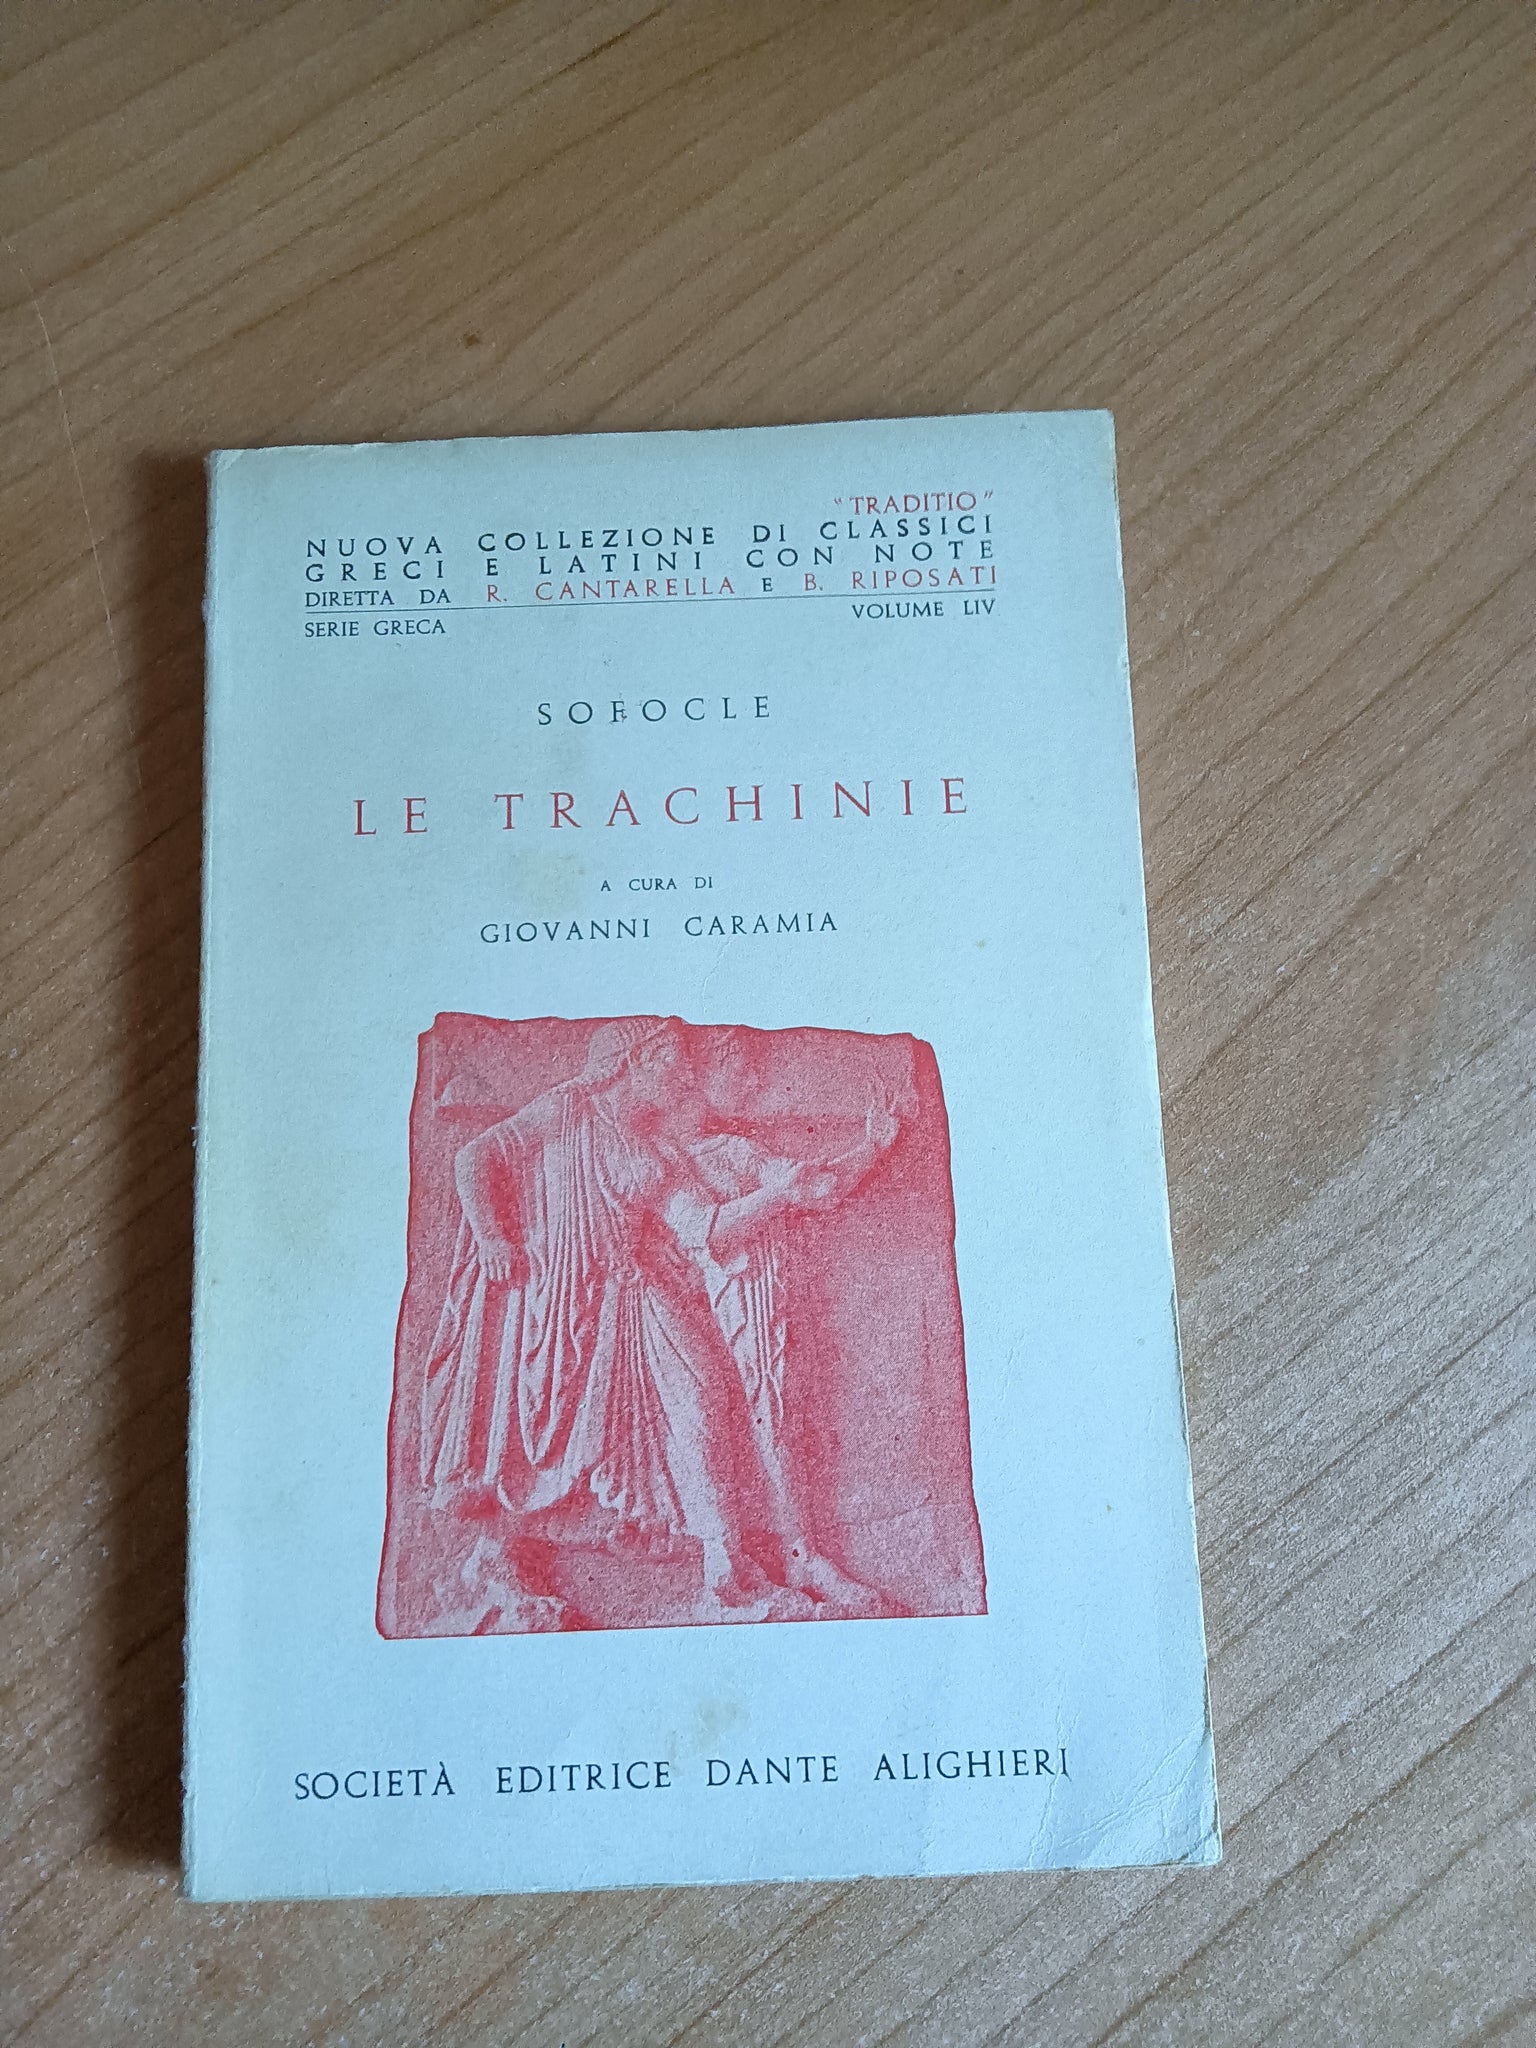 "TRADITIO"
NUOVA COLLEZIONE DI CLASSICI
GRECI E LATINI CON NOTE
DIRETTA DA R. CANTARELLA E B. RIPOSATI
SERIE GRECA VOLUME LIV
SOFOCLE
LE TRACHINIE
A CURA DI
GIOVANNI CARAMIA
SOCIETÀ EDITRICE DANTE ALIGHIERI